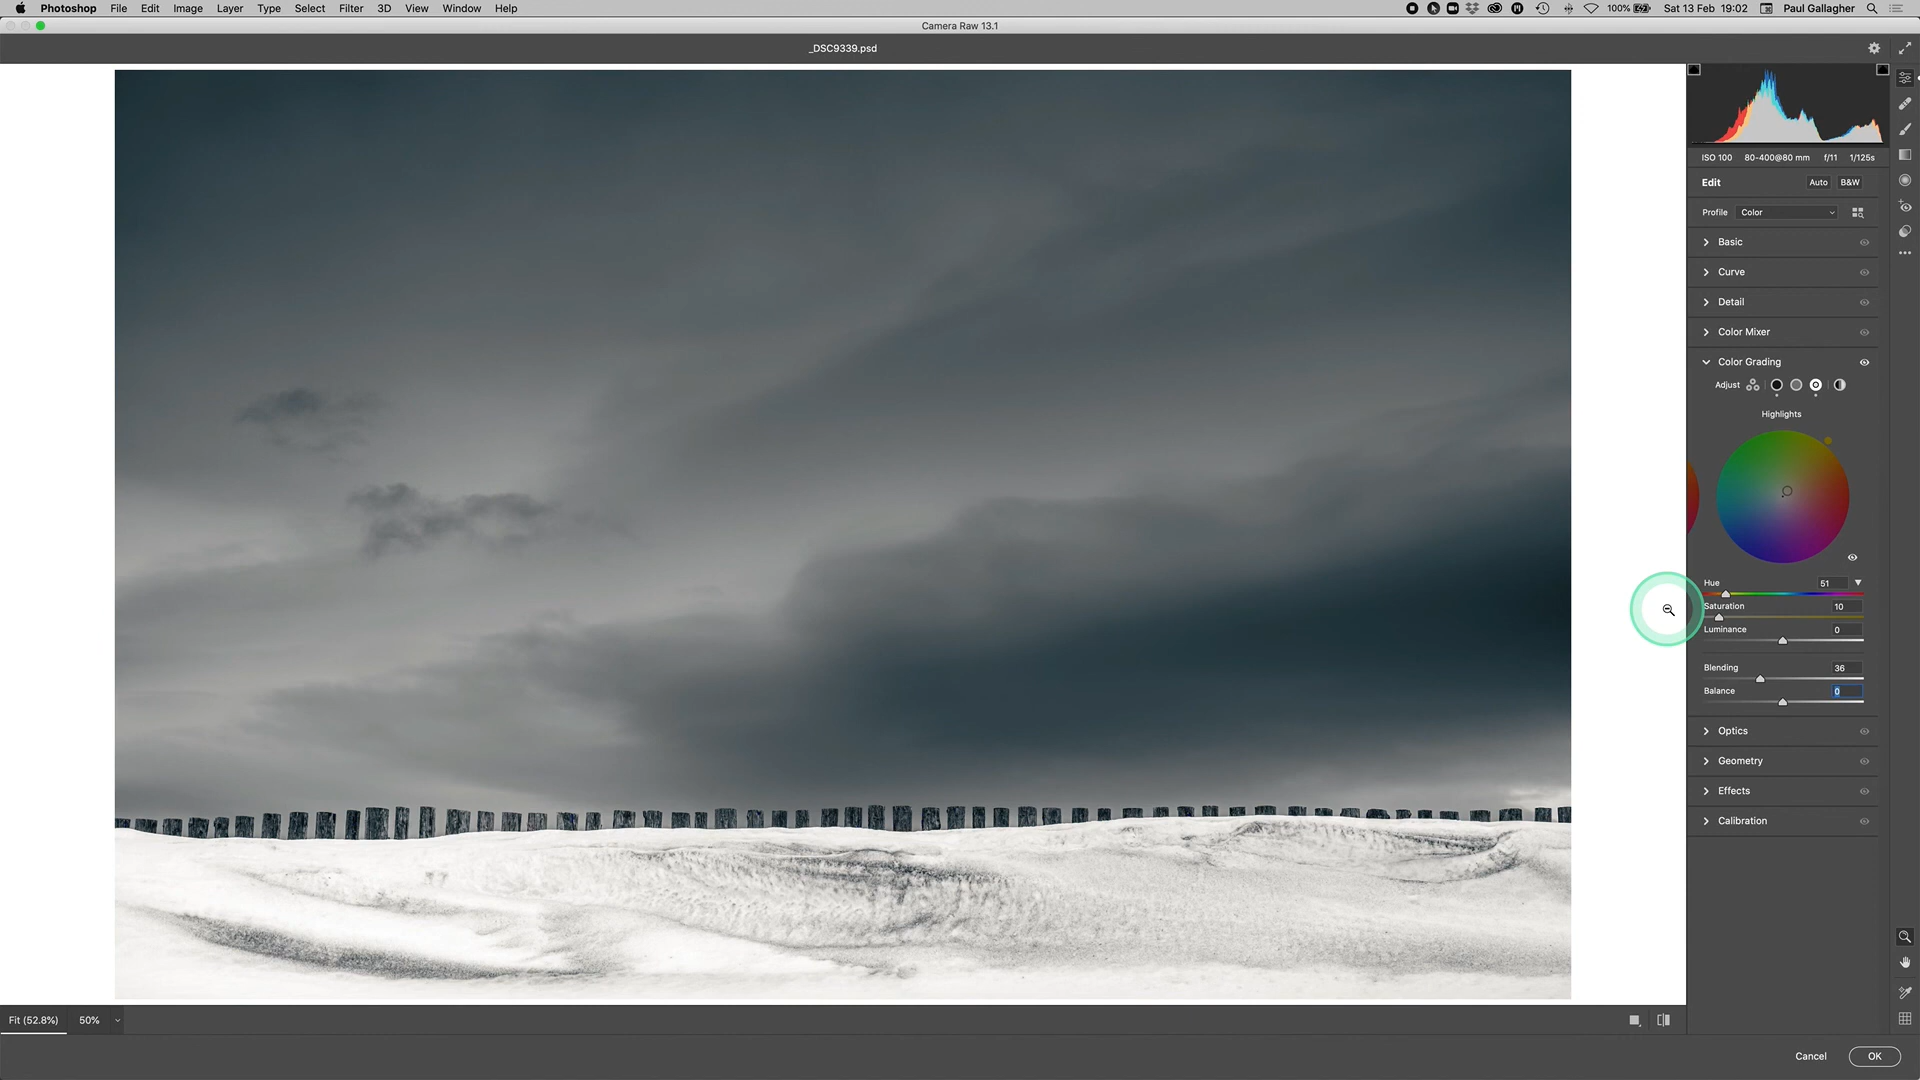 Photoshop File Edit Image Layer Type Select Filter 3D View Window Help 100% Sat 13 Feb 19:02 Paul Gallagher
Camera Raw 13.1
_DSC9339.psd
ISO 100 80-400@80 mm f/11 1/125s
Edit Auto B&W
Profile Color
Basic
Curve
Detail
Color Mixer
Color Grading
Adjust
Highlights
Hue 51
Saturation 10
Luminance 0
Blending 36
Balance 0
Optics
Geometry
Effects
Calibration
Fit (52.8%) 50%
Cancel OK